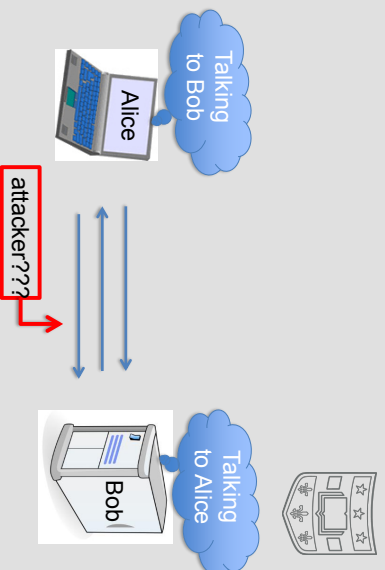 Talking
to Bob
Alice
attacker???
Talking
to Alice
Bob